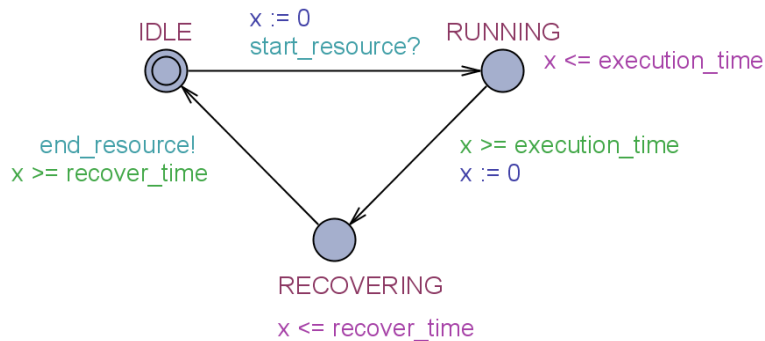 IDLE
x := 0
start_resource?
RUNNING
x <= execution_time
end_resource!
x >= recover_time
x >= execution_time
x := 0
RECOVERING
x <= recover_time